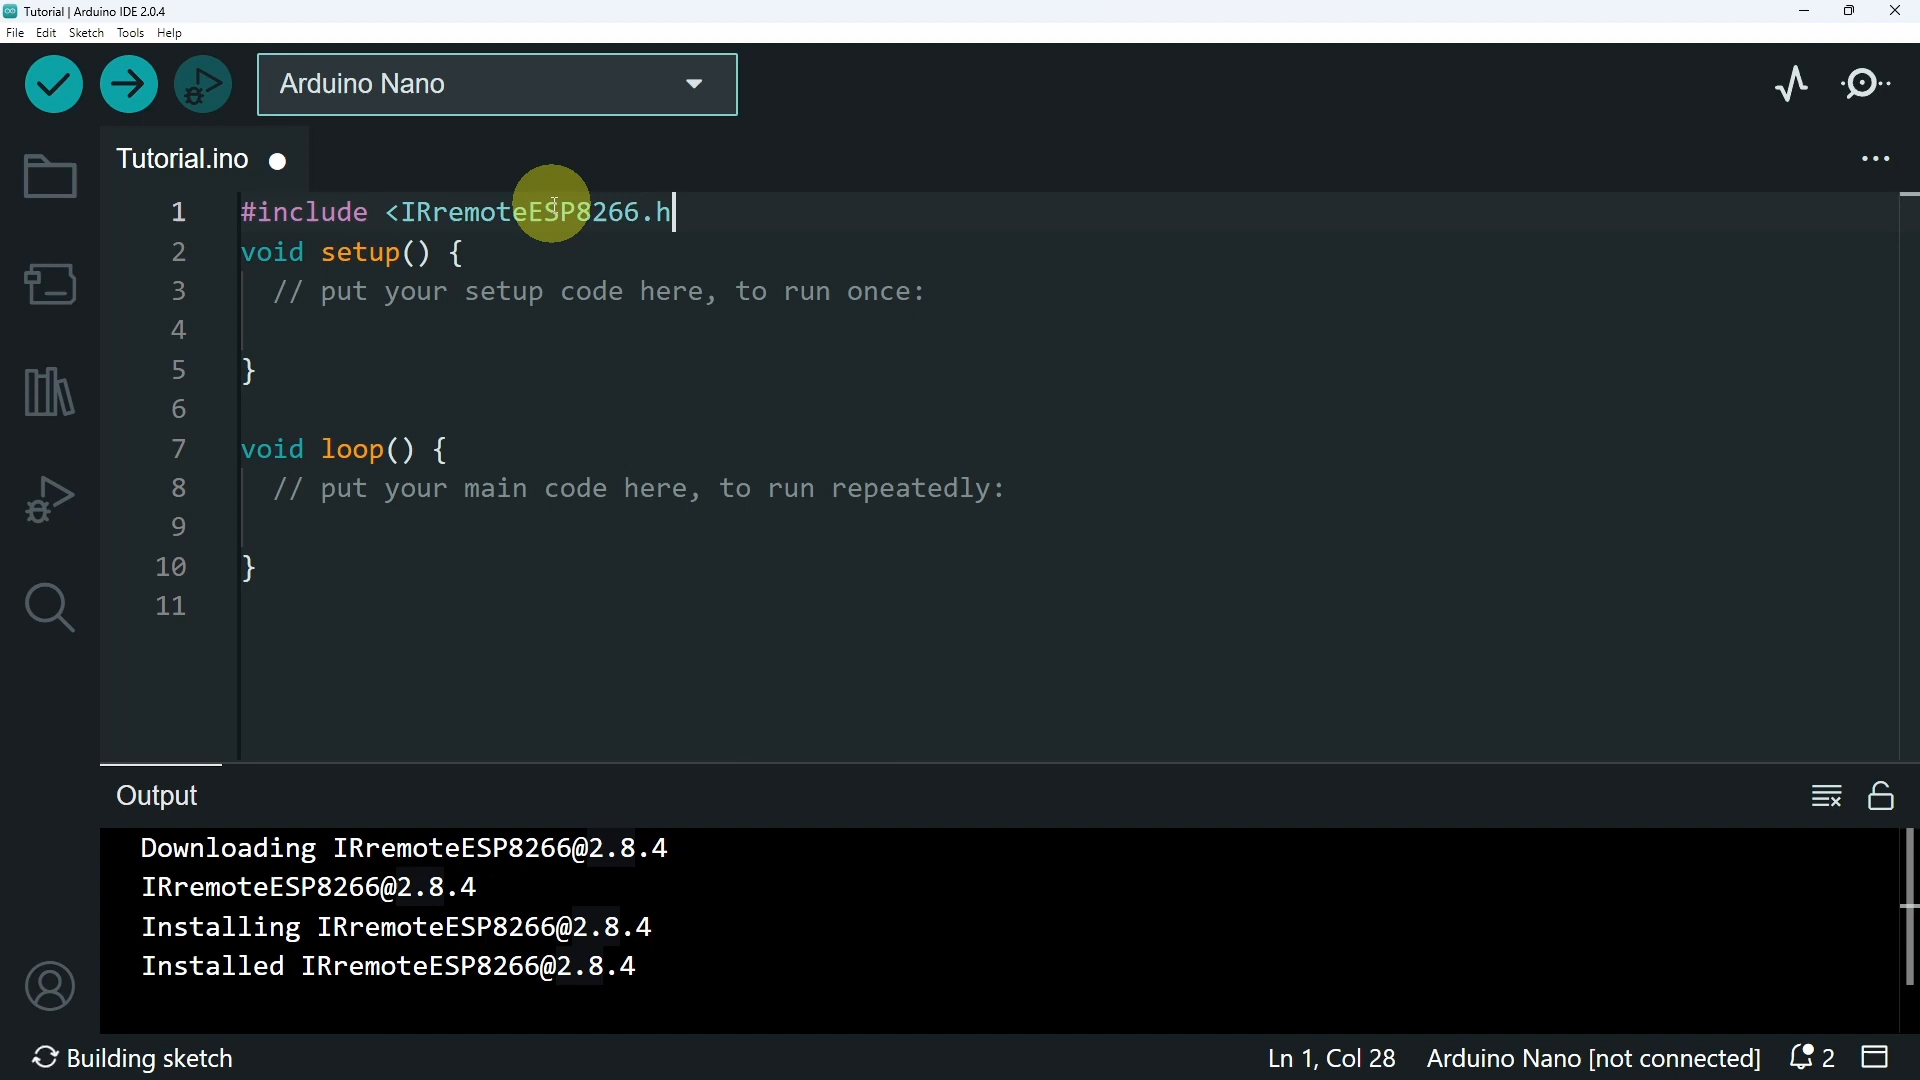 Tutorial | Arduino IDE 2.0.4
File Edit Sketch Tools Help
Arduino Nano
Tutorial.ino
1 #include <IRremoteESP8266.h
2 void setup() {
3 // put your setup code here, to run once:
4
5 }
6
7 void loop() {
8 // put your main code here, to run repeatedly:
9
10 }
11
Output
Downloading IRremoteESP8266@2.8.4
IRremoteESP8266@2.8.4
Installing IRremoteESP8266@2.8.4
Installed IRremoteESP8266@2.8.4
Building sketch Ln 1, Col 28 Arduino Nano [not connected] 2